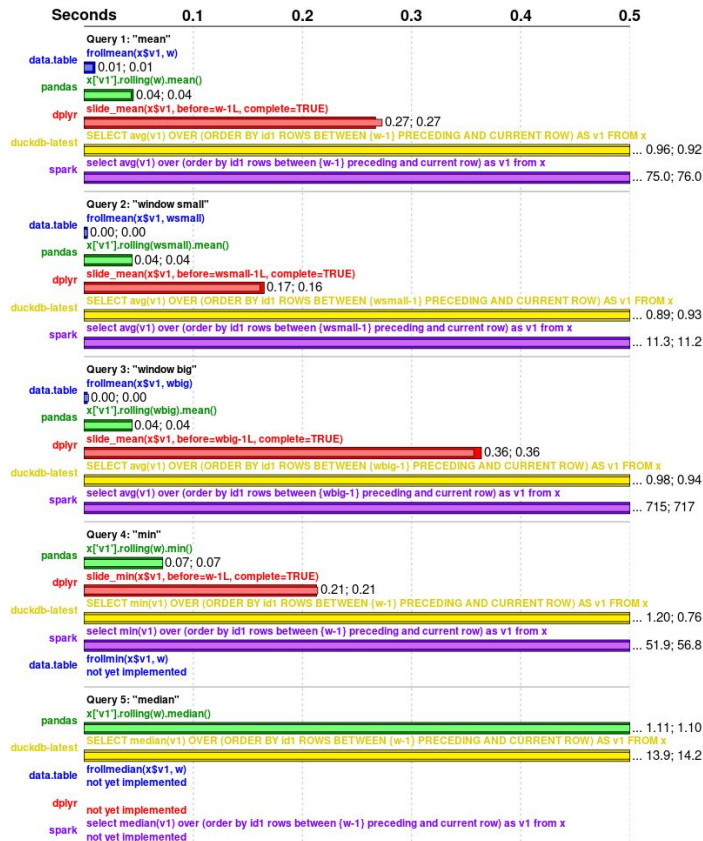 Seconds 0.1 0.2 0.3 0.4 0.5
Query 1: "mean"
frollmean(x$v1, w)
data.table 0.01; 0.01
x['v1'].rolling(w).mean()
pandas 0.04; 0.04
slide_mean(x$v1, before=w-1L, complete=TRUE)
dplyr 0.27; 0.27
SELECT avg(v1) OVER (ORDER BY id1 ROWS BETWEEN {w-1} PRECEDING AND CURRENT ROW) AS v1 FROM x
duckdb-latest ... 0.96; 0.92
select avg(v1) over (order by id1 rows between {w-1} preceding and current row) as v1 from x
spark ... 75.0; 76.0
Query 2: "window small"
frollmean(x$v1, wsmall)
data.table 0.00; 0.00
x['v1'].rolling(wsmall).mean()
pandas 0.04; 0.04
slide_mean(x$v1, before=wsmall-1L, complete=TRUE)
dplyr 0.17; 0.16
SELECT avg(v1) OVER (ORDER BY id1 ROWS BETWEEN {wsmall-1} PRECEDING AND CURRENT ROW) AS v1 FROM x
duckdb-latest ... 0.89; 0.93
select avg(v1) over (order by id1 rows between {wsmall-1} preceding and current row) as v1 from x
spark ... 11.3; 11.2
Query 3: "window big"
frollmean(x$v1, wbig)
data.table 0.00; 0.00
x['v1'].rolling(wbig).mean()
pandas 0.04; 0.04
slide_mean(x$v1, before=wbig-1L, complete=TRUE)
dplyr 0.36; 0.36
SELECT avg(v1) OVER (ORDER BY id1 ROWS BETWEEN {wbig-1} PRECEDING AND CURRENT ROW) AS v1 FROM x
duckdb-latest ... 0.98; 0.94
select avg(v1) over (order by id1 rows between {wbig-1} preceding and current row) as v1 from x
spark ... 715; 717
Query 4: "min"
x['v1'].rolling(w).min()
pandas 0.07; 0.07
slide_min(x$v1, before=w-1L, complete=TRUE)
dplyr 0.21; 0.21
SELECT min(v1) OVER (ORDER BY id1 ROWS BETWEEN {w-1} PRECEDING AND CURRENT ROW) AS v1 FROM x
duckdb-latest ... 1.20; 0.76
select min(v1) over (order by id1 rows between {w-1} preceding and current row) as v1 from x
spark ... 51.9; 56.8
frollmin(x$v1, w)
data.table not yet implemented
Query 5: "median"
x['v1'].rolling(w).median()
pandas ... 1.11; 1.10
SELECT median(v1) OVER (ORDER BY id1 ROWS BETWEEN {w-1} PRECEDING AND CURRENT ROW) AS v1 FROM x
duckdb-latest ... 13.9; 14.2
frollmedian(x$v1, w)
data.table not yet implemented
dplyr not yet implemented
select median(v1) over (order by id1 rows between {w-1} preceding and current row) as v1 from x
spark not yet implemented